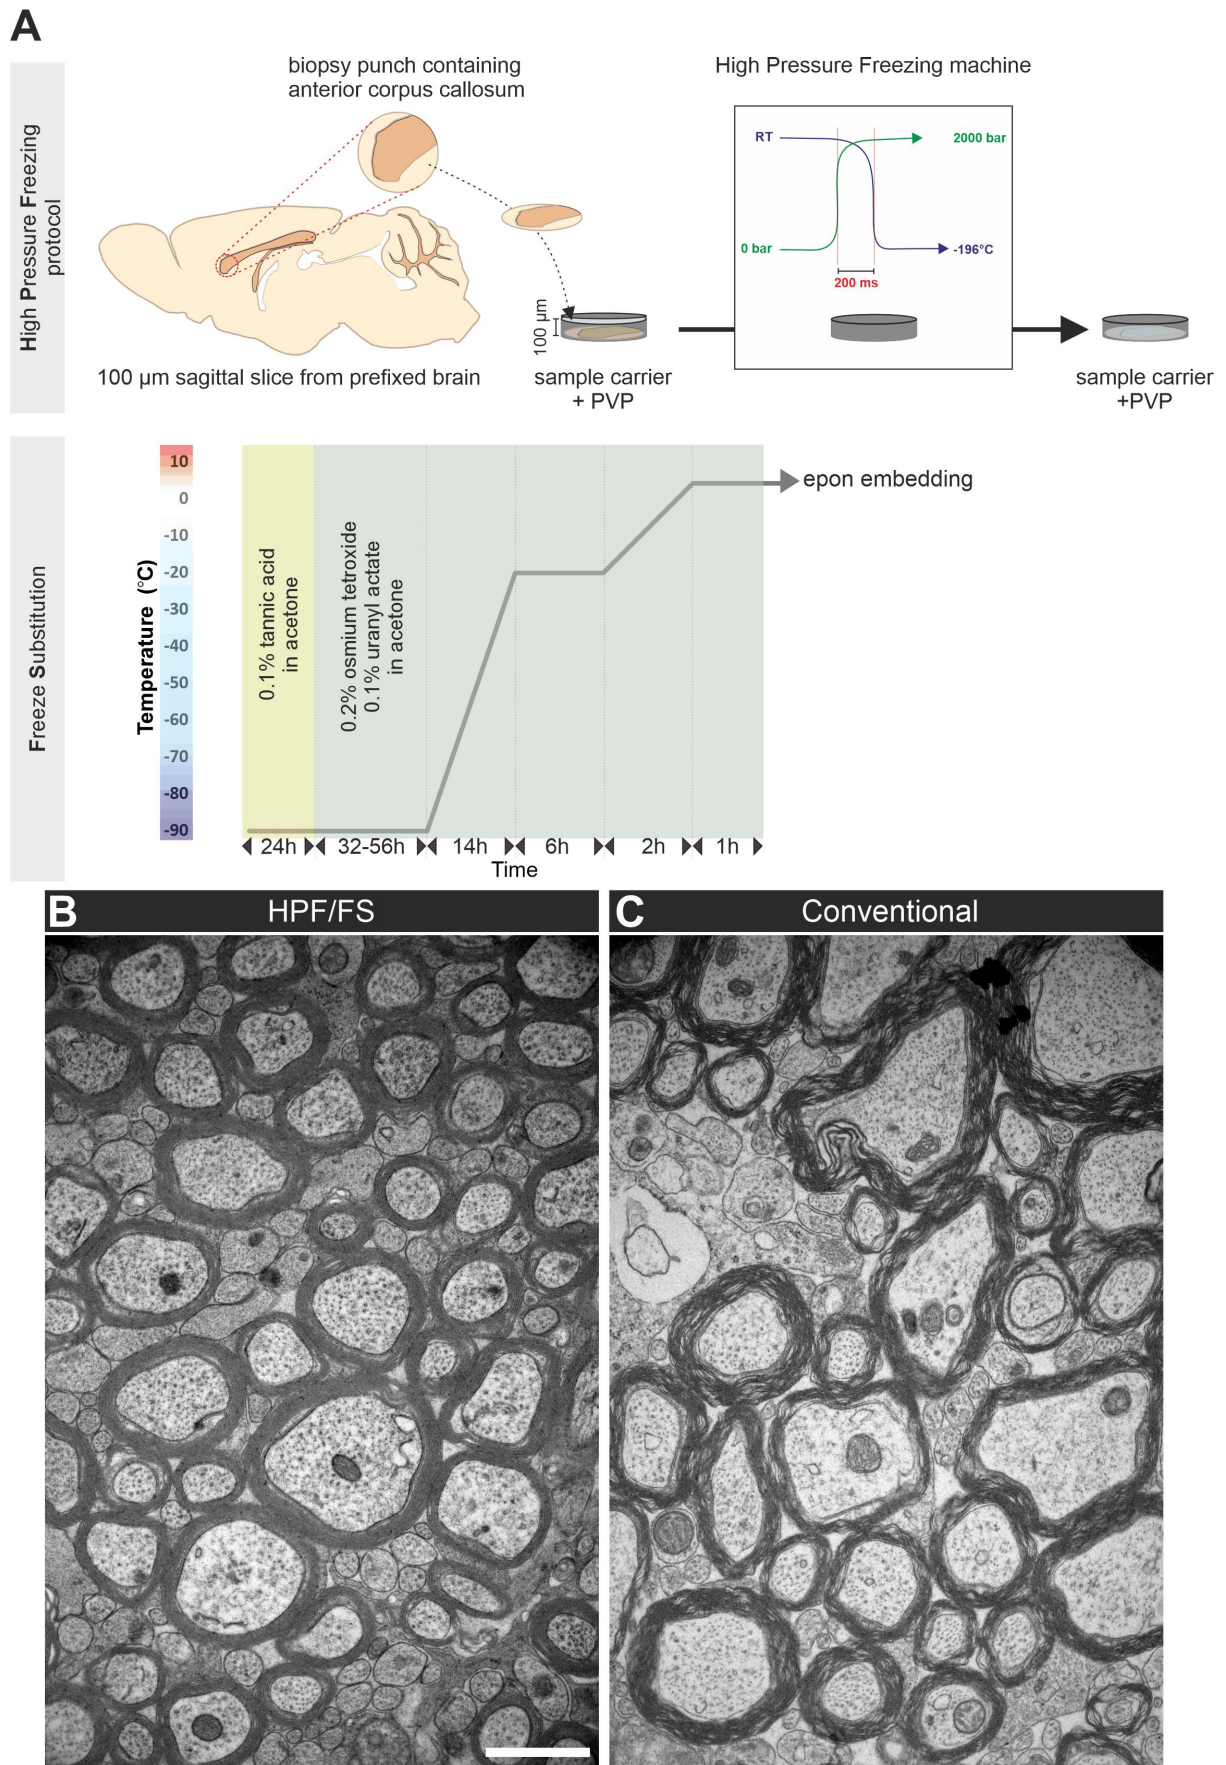 A
High Pressure Freezing
protocol
biopsy punch containing
anterior corpus callosum
High Pressure Freezing machine
RT
2000 bar
0 bar
-196°C
200 ms
100 µm
100 µm sagittal slice from prefixed brain
sample carrier
+ PVP
sample carrier
+PVP
Freeze Substitution
Temperature (°C)
10
0
-10
-20
-30
-40
-50
-60
-70
-80
-90
0.1% tannic acid
in acetone
0.2% osmium tetroxide
0.1% uranyl actate
in acetone
epon embedding
24h
32-56h
14h
6h
2h
1h
Time
B
HPF/FS
C
Conventional